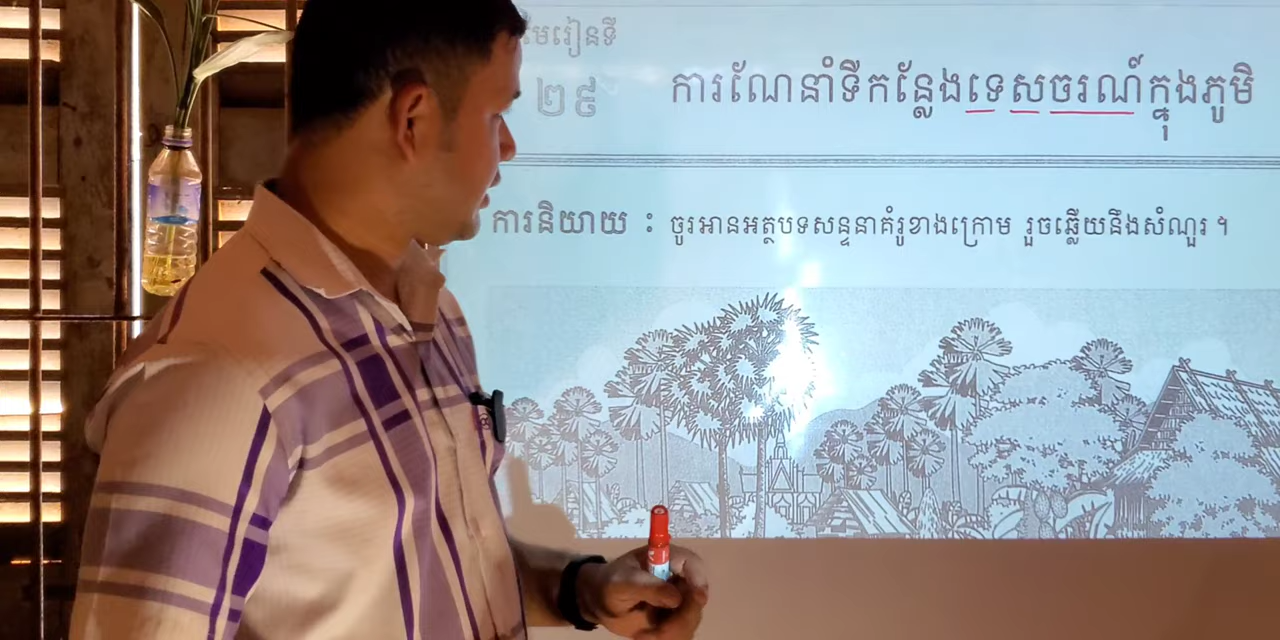 មេរៀនទី
២៩
ការណែនាំទីកន្លែងទេសចរណ៍ក្នុងភូមិ
ការនិយាយ ៖ ចូរអានអត្ថបទសន្ទនាគំរូខាងក្រោម រួចឆ្លើយនឹងសំណួរ ។